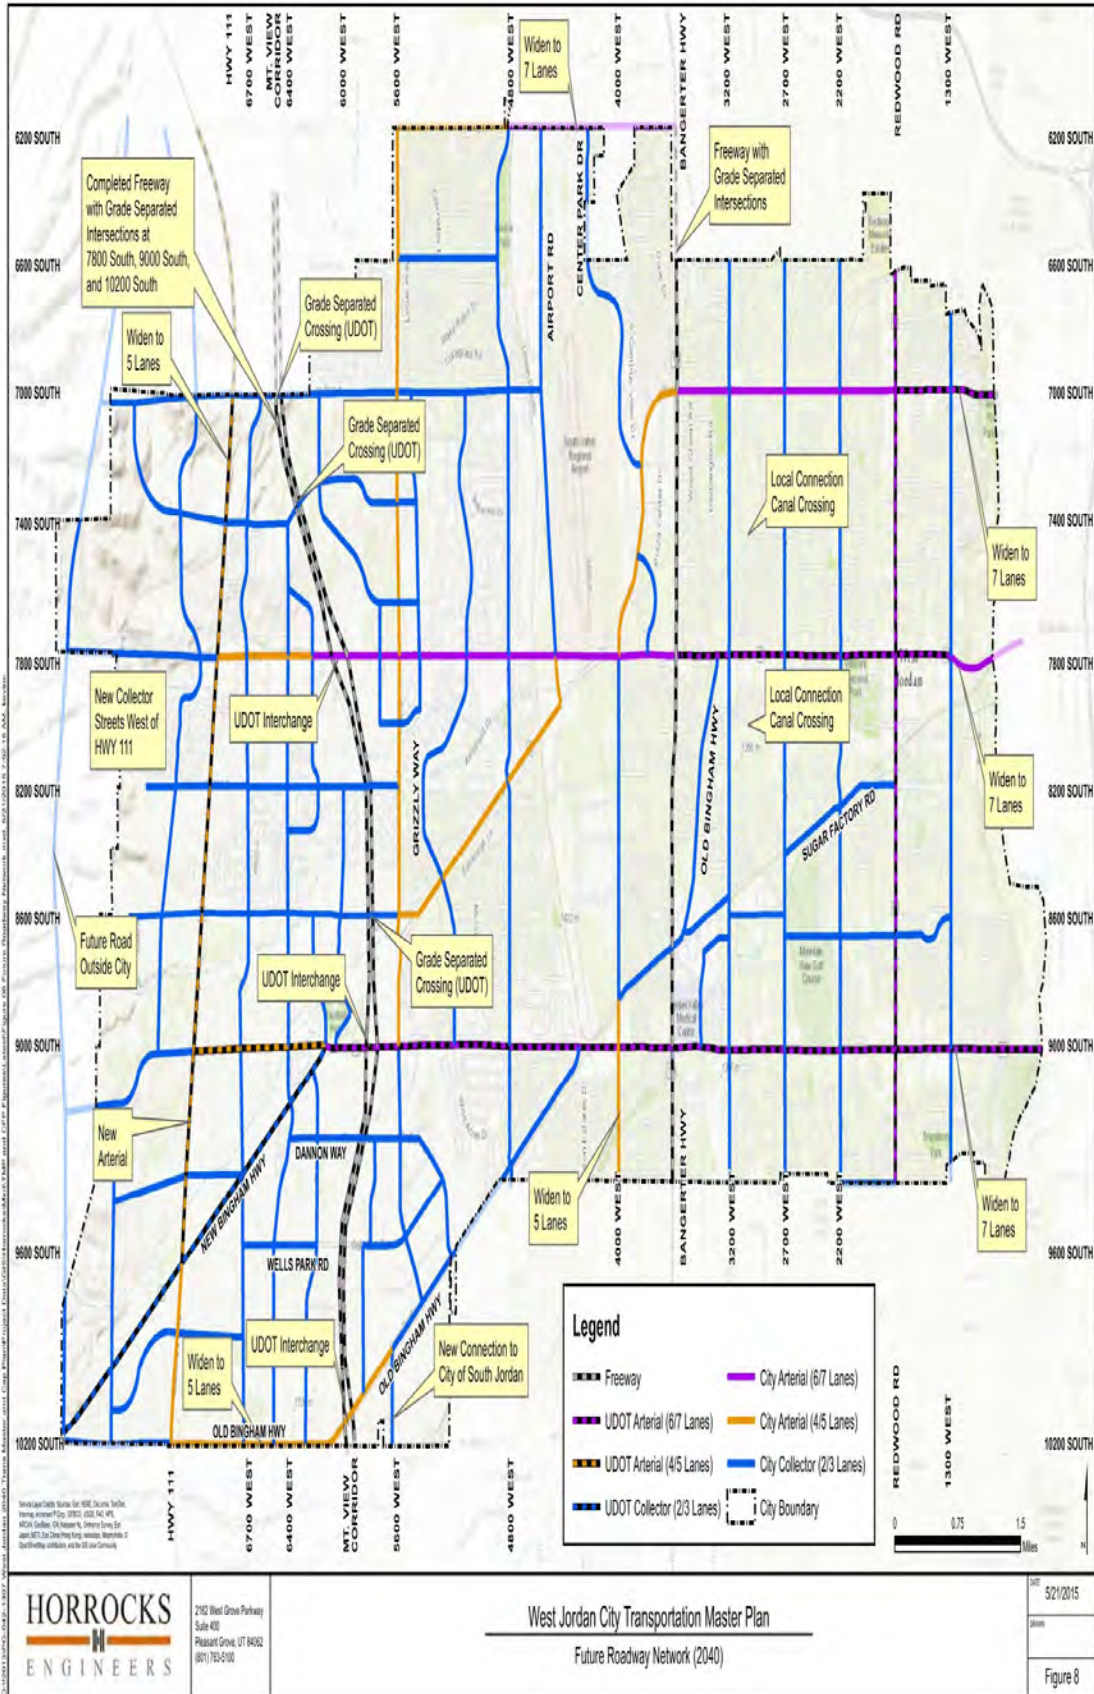 HWY 111
6700 WEST
MT. VIEW
CORRIDOR
6400 WEST
6000 WEST
5600 WEST
4800 WEST
4000 WEST
BANGERTER HWY
3200 WEST
2700 WEST
2200 WEST
REDWOOD RD
1300 WEST
Widen to
7 Lanes
6200 SOUTH
6200 SOUTH
Completed Freeway
with Grade Separated
Intersections at
7800 South, 9000 South,
and 10200 South
Freeway with
Grade Separated
Intersections
CENTER PARK DR
AIRPORT RD
6600 SOUTH
6600 SOUTH
Grade Separated
Crossing (UDOT)
Widen to
5 Lanes
7000 SOUTH
7000 SOUTH
Grade Separated
Crossing (UDOT)
Local Connection
Canal Crossing
7400 SOUTH
7400 SOUTH
Widen to
7 Lanes
7800 SOUTH
7800 SOUTH
New Collector
Streets West of
HWY 111
UDOT Interchange
Local Connection
Canal Crossing
GRIZZLY WAY
OLD BINGHAM HWY
Widen to
7 Lanes
8200 SOUTH
8200 SOUTH
SUGAR FACTORY RD
8600 SOUTH
8600 SOUTH
Future Road
Outside City
UDOT Interchange
Grade Separated
Crossing (UDOT)
9000 SOUTH
9000 SOUTH
New
Arterial
DANNON WAY
NEW BINGHAM HWY
BANGERTER HWY
Widen to
5 Lanes
4000 WEST
3200 WEST
2700 WEST
2200 WEST
Widen to
7 Lanes
9600 SOUTH
9600 SOUTH
WELLS PARK RD
UDOT Interchange
OLD BINGHAM HWY
New Connection to
City of South Jordan
Widen to
5 Lanes
OLD BINGHAM HWY
10200 SOUTH
10200 SOUTH
Legend
Freeway
City Arterial (6/7 Lanes)
UDOT Arterial (6/7 Lanes)
City Arterial (4/5 Lanes)
UDOT Arterial (4/5 Lanes)
City Collector (2/3 Lanes)
UDOT Collector (2/3 Lanes)
City Boundary
HWY 111
6700 WEST
6400 WEST
MT. VIEW
CORRIDOR
5600 WEST
4800 WEST
REDWOOD RD
1300 WEST
0 0.75 1.5
Miles
N
HORROCKS
ENGINEERS
2162 West Grove Parkway
Suite 400
Pleasant Grove, UT 84062
(801) 763-5100
West Jordan City Transportation Master Plan
Future Roadway Network (2040)
DATE
5/21/2015
DRAWN
Figure 8